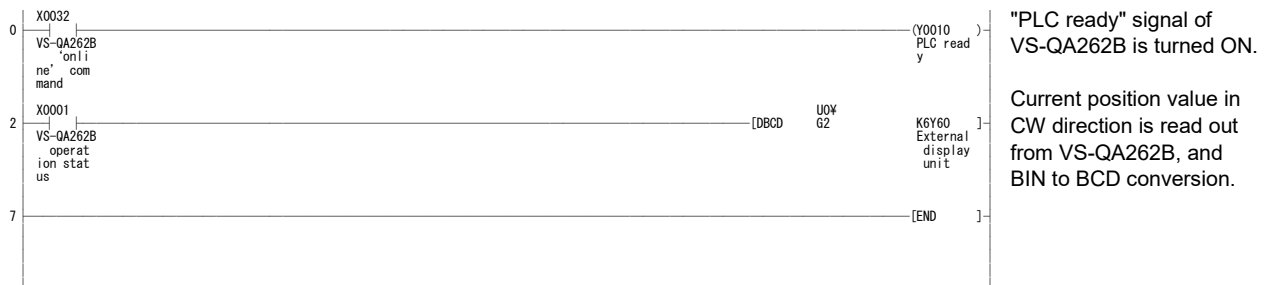 X0032
0
(Y0010 )
VS-QA262B
'onli
ne' com
mand
PLC read
y
"PLC ready" signal of
VS-QA262B is turned ON.
X0001
2
[DBCD U0¥
G2 K6Y60 ]
VS-QA262B
operat
ion stat
us
External
display
unit
Current position value in
CW direction is read out
from VS-QA262B, and
BIN to BCD conversion.
7
[END ]